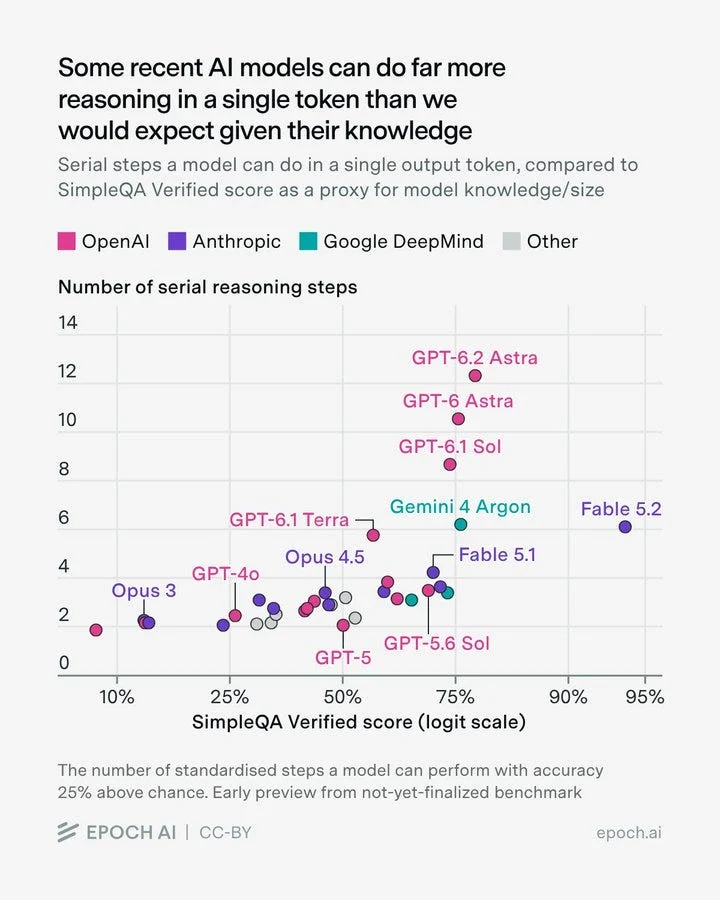 Some recent AI models can do far more
reasoning in a single token than we
would expect given their knowledge
Serial steps a model can do in a single output token, compared to
SimpleQA Verified score as a proxy for model knowledge/size
OpenAI Anthropic Google DeepMind Other
Number of serial reasoning steps
14
GPT-6.2 Astra
12
GPT-6 Astra
10
GPT-6.1 Sol
8
Gemini 4 Argon
Fable 5.2
6
GPT-6.1 Terra
Opus 4.5
Fable 5.1
4
GPT-4o
Opus 3
2
GPT-5.6 Sol
GPT-5
0
10% 25% 50% 75% 90% 95%
SimpleQA Verified score (logit scale)
The number of standardised steps a model can perform with accuracy
25% above chance. Early preview from not-yet-finalized benchmark
EPOCH AI | CC-BY
epoch.ai